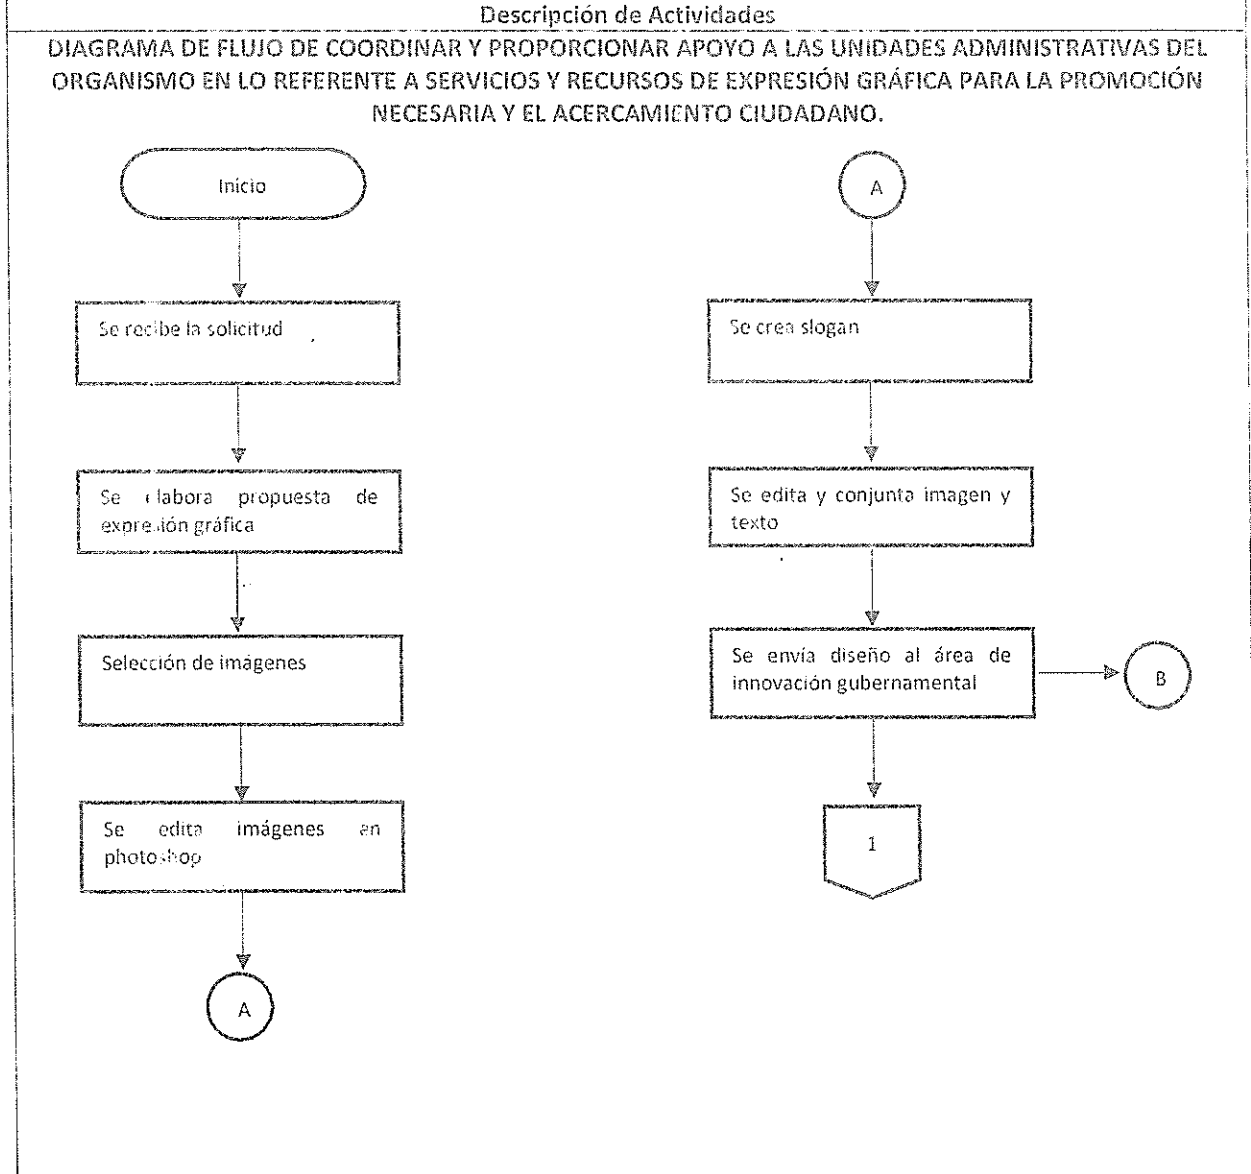 Descripción de Actividades
DIAGRAMA DE FLUJO DE COORDINAR Y PROPORCIONAR APOYO A LAS UNIDADES ADMINISTRATIVAS DEL
ORGANISMO EN LO REFERENTE A SERVICIOS Y RECURSOS DE EXPRESIÓN GRÁFICA PARA LA PROMOCIÓN
NECESARIA Y EL ACERCAMIENTO CIUDADANO.
Inicio
Se recibe la solicitud
Se elabora propuesta de
expresión gráfica
Selección de imágenes
Se edita imágenes en
photoshop
A
A
Se crea slogan
Se edita y conjunta imagen y
texto
Se envía diseño al área de
innovación gubernamental
B
1